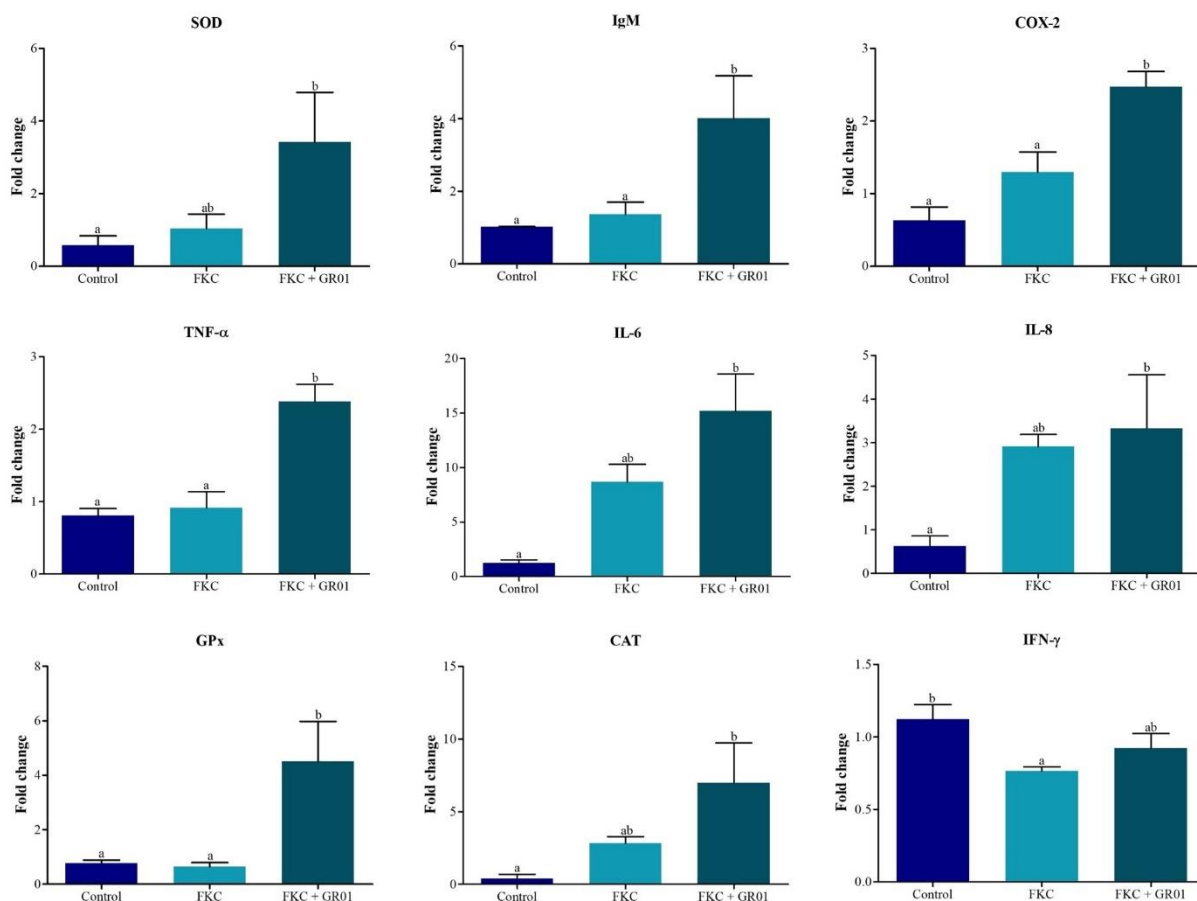 SOD
Fold change
6
4
2
0
a
ab
b
Control
FKC
FKC + GR01
IgM
Fold change
6
4
2
0
a
a
b
Control
FKC
FKC + GR01
COX-2
Fold change
3
2
1
0
a
a
b
Control
FKC
FKC + GR01
TNF-α
Fold change
3
2
1
0
a
a
b
Control
FKC
FKC + GR01
IL-6
Fold change
20
15
10
5
0
a
ab
b
Control
FKC
FKC + GR01
IL-8
Fold change
5
4
3
2
1
0
a
ab
b
Control
FKC
FKC + GR01
GPx
Fold change
8
6
4
2
0
a
a
b
Control
FKC
FKC + GR01
CAT
Fold change
15
10
5
0
a
ab
b
Control
FKC
FKC + GR01
IFN-γ
Fold change
1.5
1.0
0.5
0.0
b
a
ab
Control
FKC
FKC + GR01